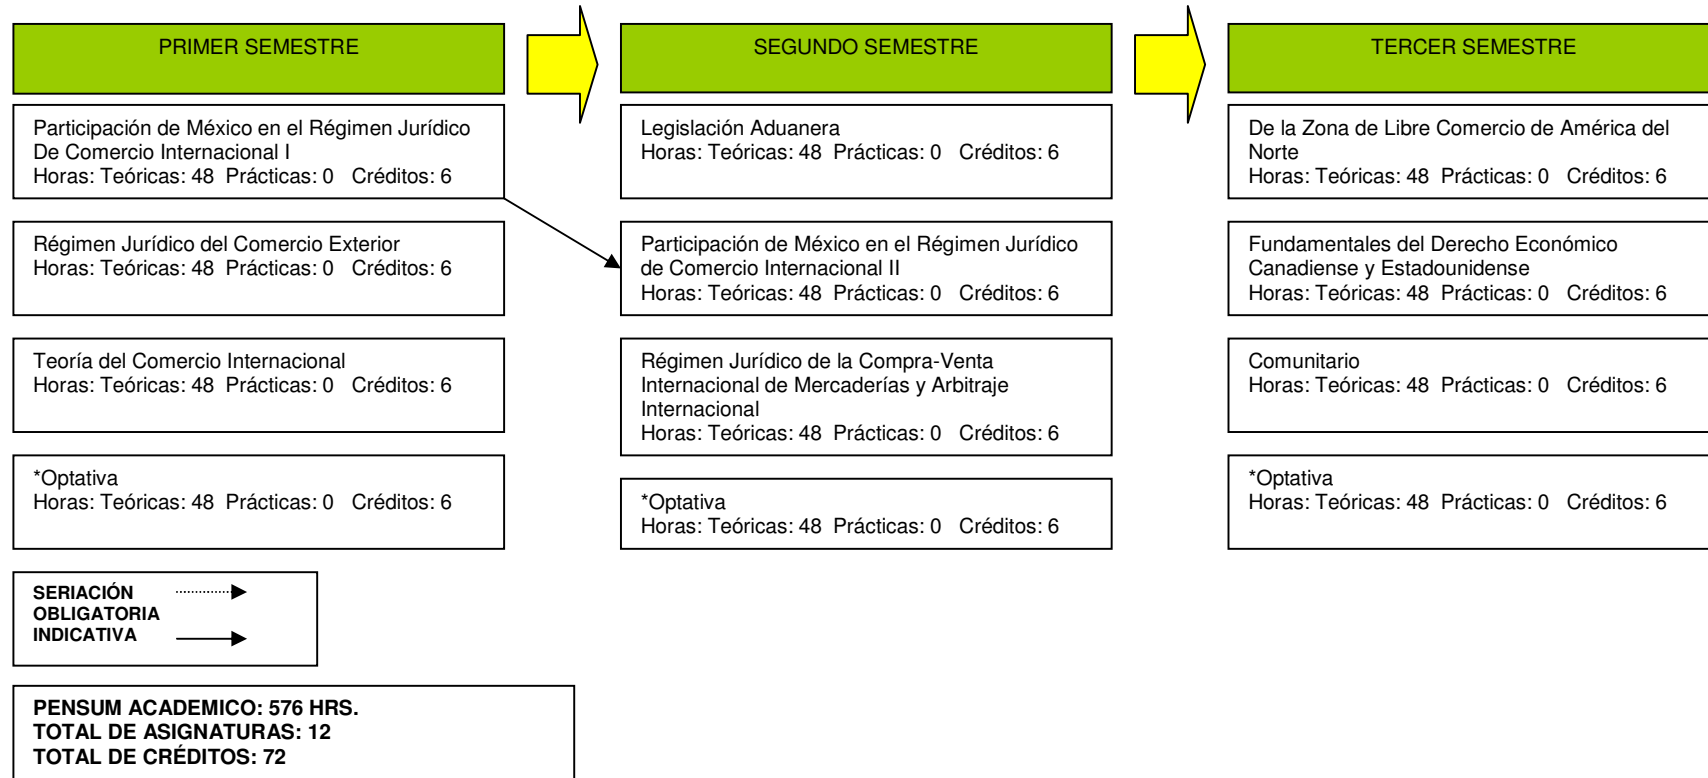 PRIMER SEMESTRE
Participación de México en el Régimen Jurídico
De Comercio Internacional I
Horas: Teóricas: 48 Prácticas: 0 Créditos: 6
Régimen Jurídico del Comercio Exterior
Horas: Teóricas: 48 Prácticas: 0 Créditos: 6
Teoría del Comercio Internacional
Horas: Teóricas: 48 Prácticas: 0 Créditos: 6
*Optativa
Horas: Teóricas: 48 Prácticas: 0 Créditos: 6
SEGUNDO SEMESTRE
Legislación Aduanera
Horas: Teóricas: 48 Prácticas: 0 Créditos: 6
Participación de México en el Régimen Jurídico
de Comercio Internacional II
Horas: Teóricas: 48 Prácticas: 0 Créditos: 6
Régimen Jurídico de la Compra-Venta
Internacional de Mercaderías y Arbitraje
Internacional
Horas: Teóricas: 48 Prácticas: 0 Créditos: 6
*Optativa
Horas: Teóricas: 48 Prácticas: 0 Créditos: 6
TERCER SEMESTRE
De la Zona de Libre Comercio de América del
Norte
Horas: Teóricas: 48 Prácticas: 0 Créditos: 6
Fundamentales del Derecho Económico
Canadiense y Estadounidense
Horas: Teóricas: 48 Prácticas: 0 Créditos: 6
Comunitario
Horas: Teóricas: 48 Prácticas: 0 Créditos: 6
*Optativa
Horas: Teóricas: 48 Prácticas: 0 Créditos: 6
SERIACIÓN
OBLIGATORIA
INDICATIVA
PENSUM ACADEMICO: 576 HRS.
TOTAL DE ASIGNATURAS: 12
TOTAL DE CRÉDITOS: 72